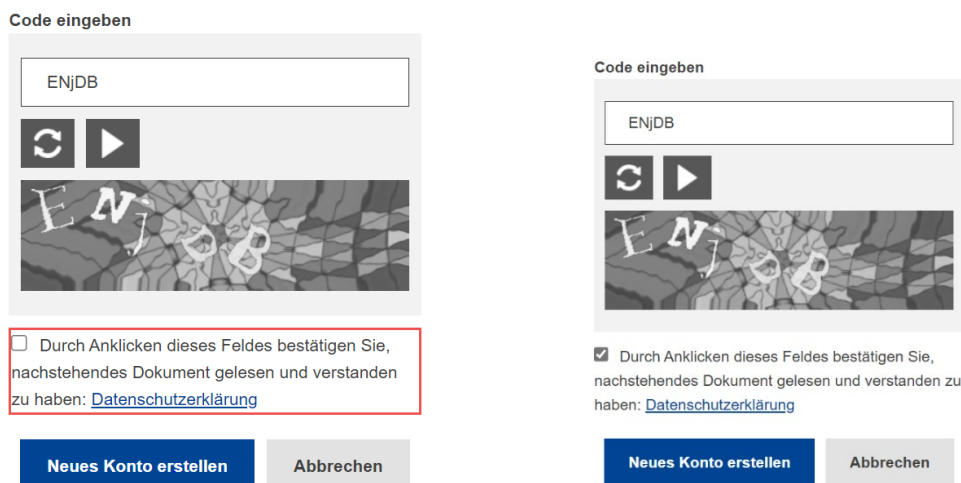 Code eingeben
ENjDB
E N j D B
Durch Anklicken dieses Feldes bestätigen Sie,
nachstehendes Dokument gelesen und verstanden
zu haben: Datenschutzerklärung
Neues Konto erstellen
Abbrechen
Code eingeben
ENjDB
E N j D B
Durch Anklicken dieses Feldes bestätigen Sie,
nachstehendes Dokument gelesen und verstanden zu
haben: Datenschutzerklärung
Neues Konto erstellen
Abbrechen